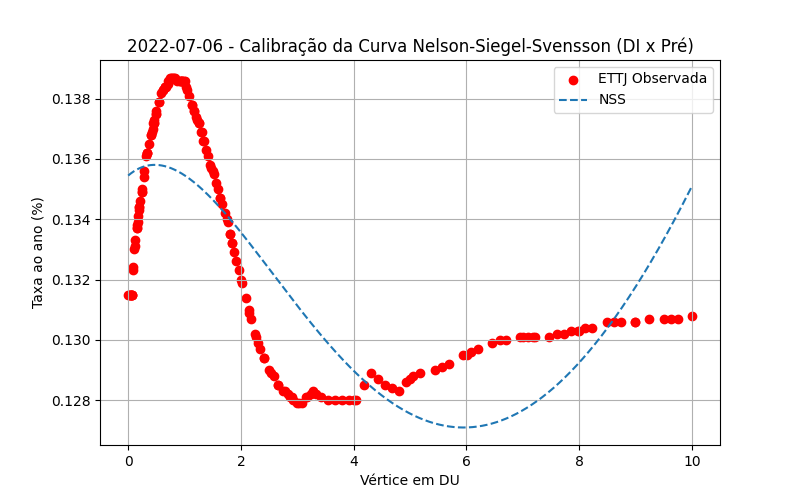 2022-07-06 - Calibração da Curva Nelson-Siegel-Svensson (DI x Pré)
ETTJ Observada
NSS
Taxa ao ano (%)
0.138
0.136
0.134
0.132
0.130
0.128
0 2 4 6 8 10
Vértice em DU